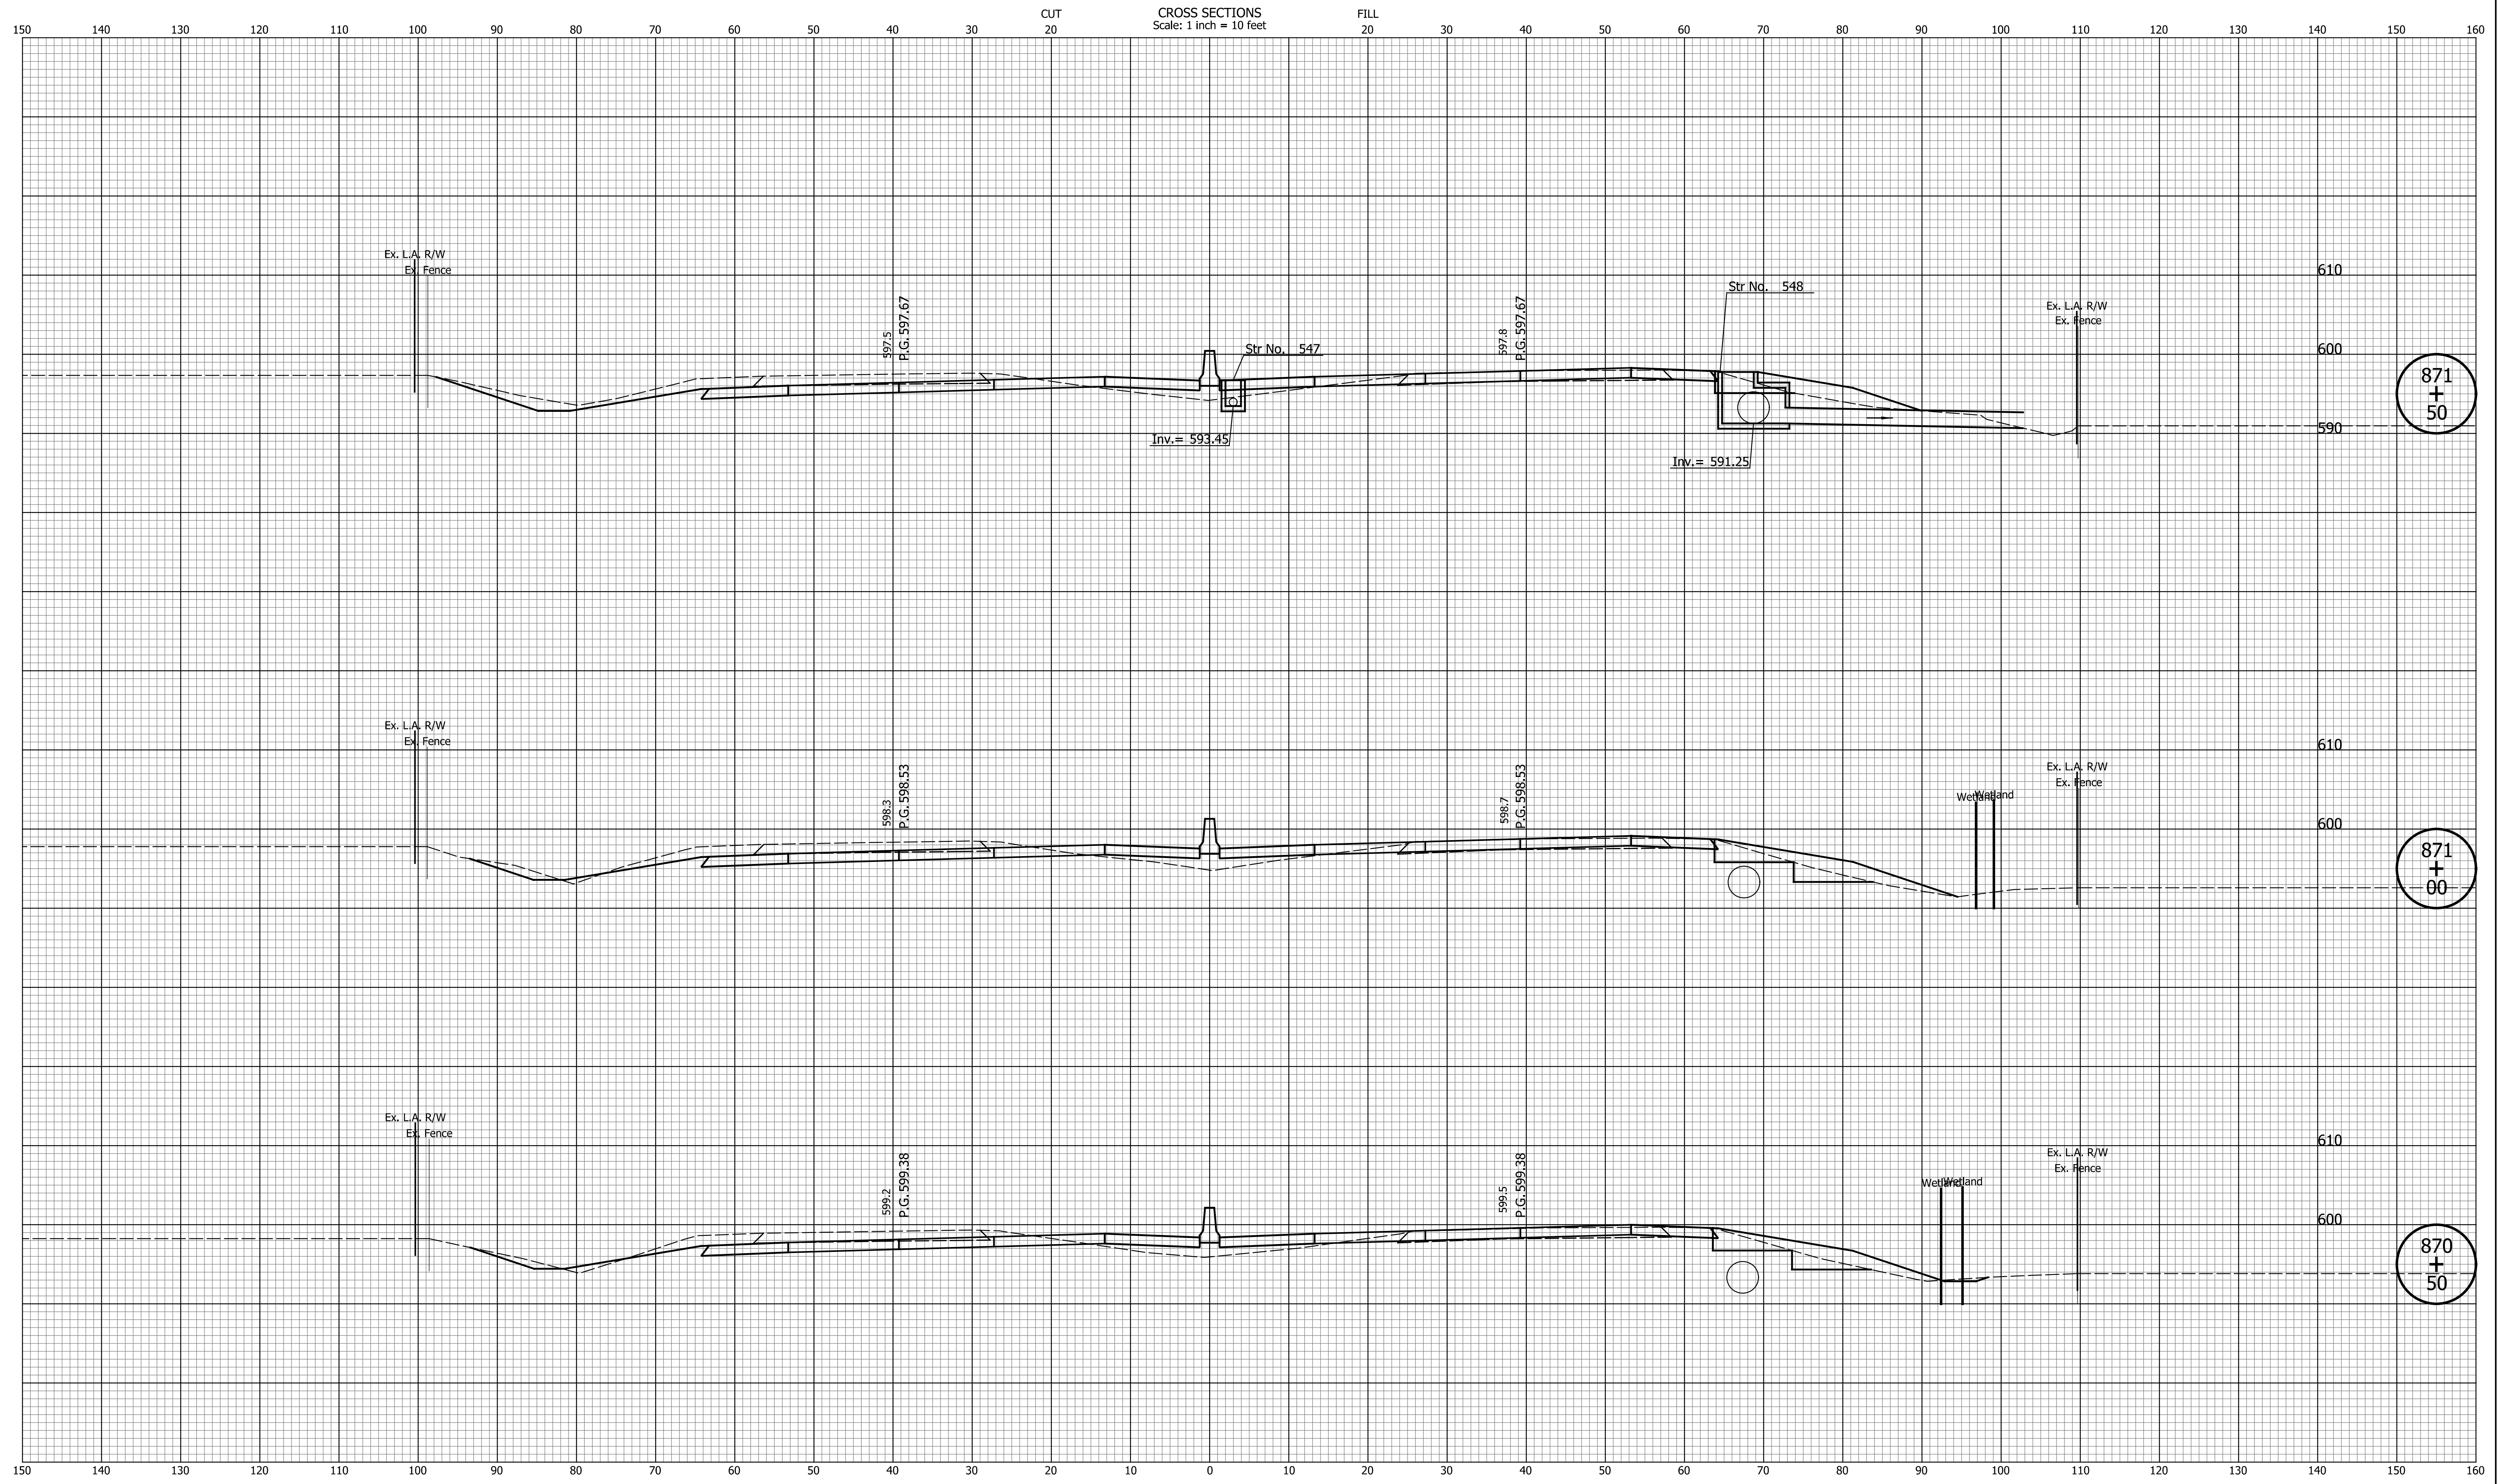 CUT CROSS SECTIONS FILL
Scale: 1 inch = 10 feet
150 140 130 120 110 100 90 80 70 60 50 40 30 20 20 30 40 50 60 70 80 90 100 110 120 130 140 150 160
Ex. L.A. R/W
Ex. Fence
597.5
P.G. 597.67
Str No. 547
Inv.= 593.45
597.8
P.G. 597.67
Str No. 548
Inv.= 591.25
Ex. L.A. R/W
Ex. Fence
610
600
590
871
+
50
Ex. L.A. R/W
Ex. Fence
598.3
P.G. 598.53
598.7
P.G. 598.53
Wetland
Wetland
Ex. L.A. R/W
Ex. Fence
610
600
871
+
00
Ex. L.A. R/W
Ex. Fence
599.2
P.G. 599.38
599.5
P.G. 599.38
Wetland
Wetland
Ex. L.A. R/W
Ex. Fence
610
600
870
+
50
150 140 130 120 110 100 90 80 70 60 50 40 30 20 10 0 10 20 30 40 50 60 70 80 90 100 110 120 130 140 150 160